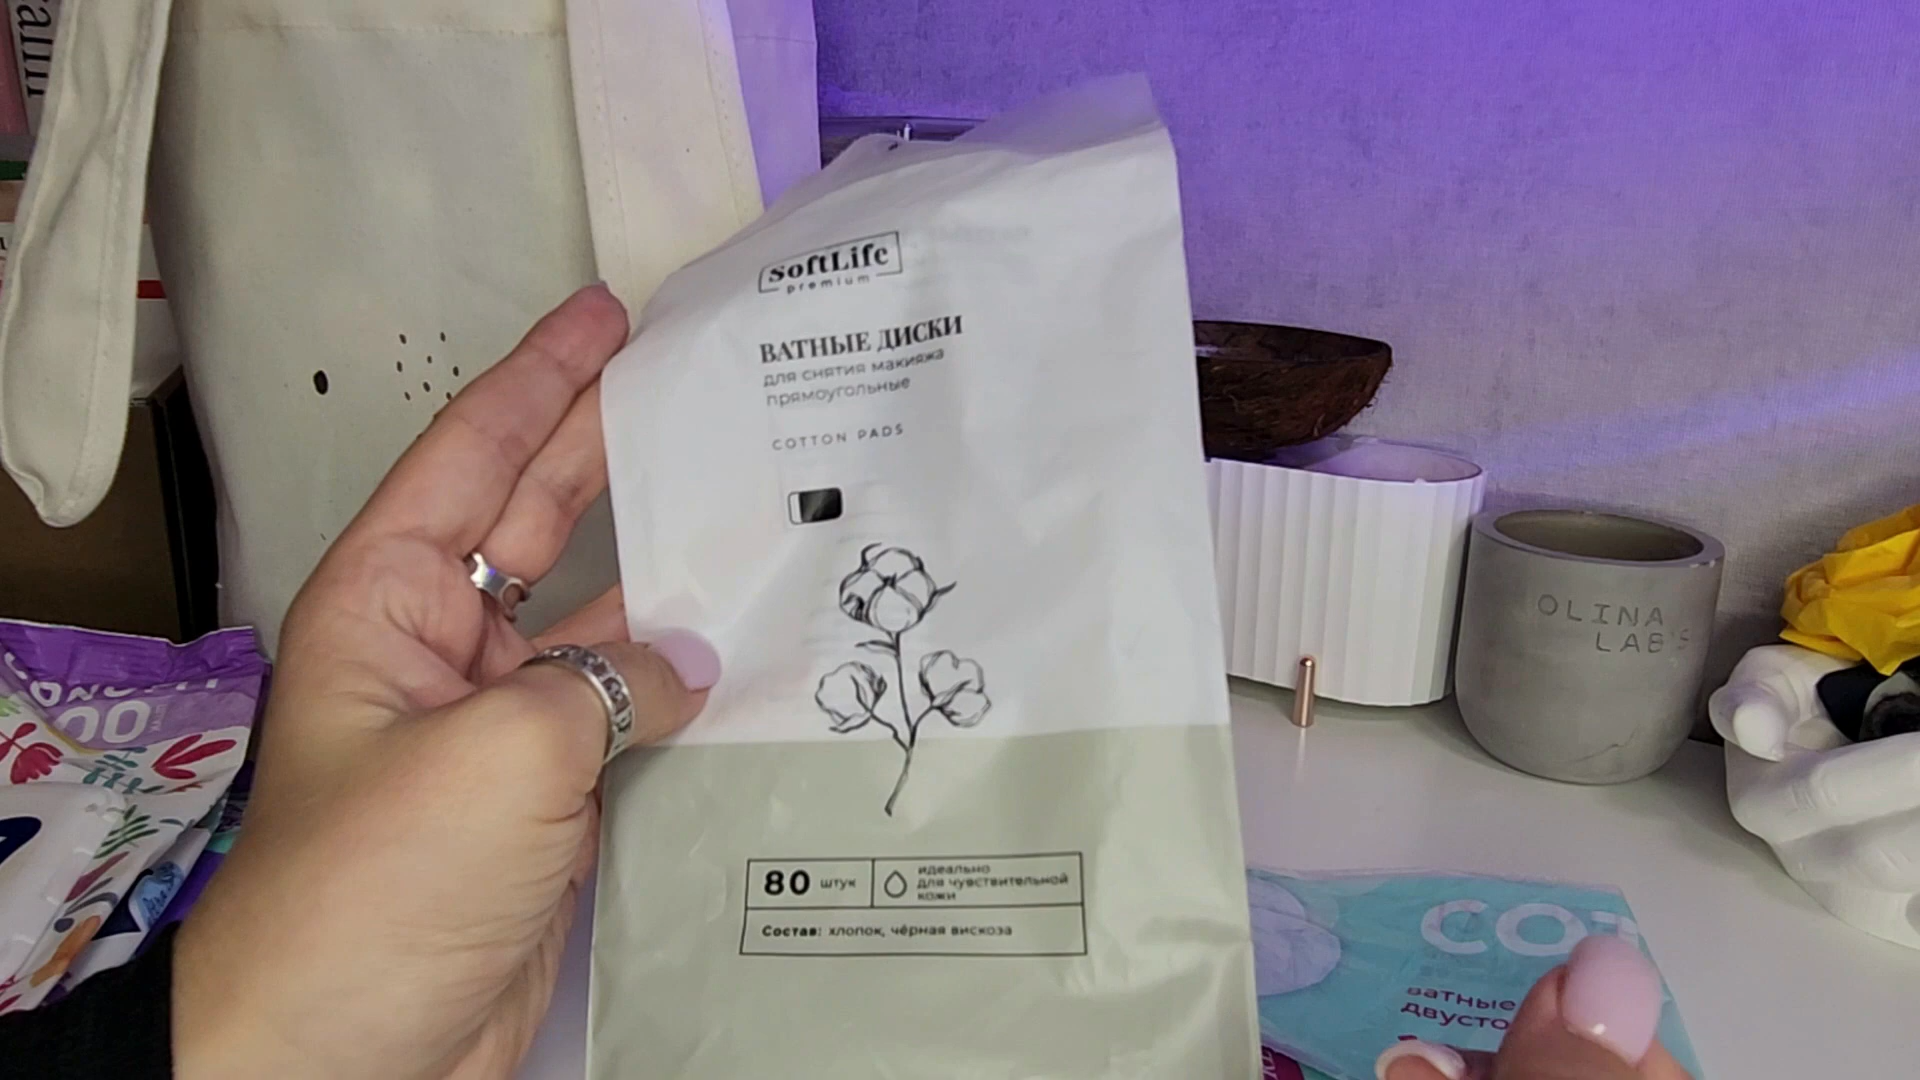 SoftLife
premium
ВАТНЫЕ ДИСКИ
для снятия макияжа
прямоугольные
COTTON PADS
80 штук
идеально
для чувствительной
кожи
Состав: хлопок, чёрная вискоза
OLINA
LAB'S
ватные